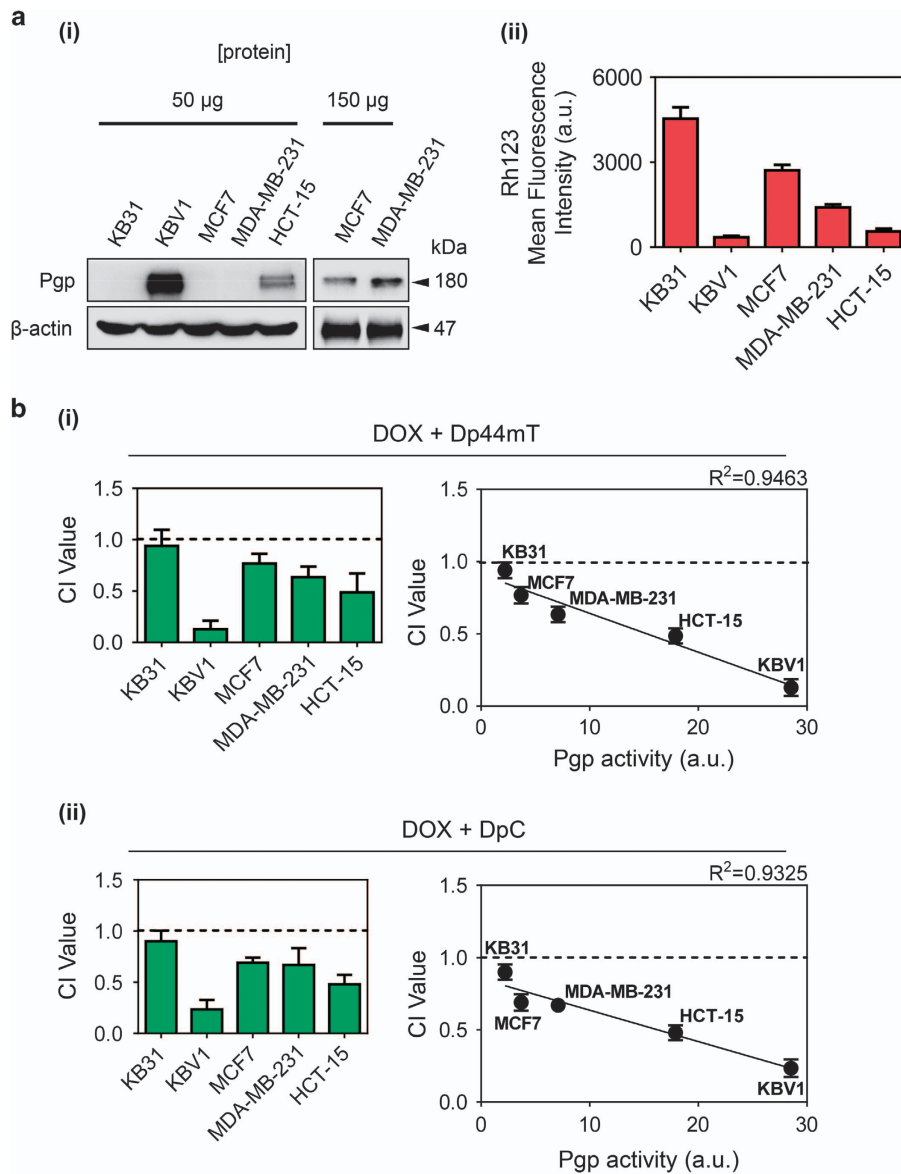 a
(i)
[protein]
50 µg
150 µg
KB31
KBV1
MCF7
MDA-MB-231
HCT-15
MCF7
MDA-MB-231
kDa
Pgp
180
β-actin
47
(ii)
Rh123
Mean Fluorescence
Intensity (a.u.)
6000
3000
0
KB31
KBV1
MCF7
MDA-MB-231
HCT-15
b
(i)
DOX + Dp44mT
CI Value
1.5
1.0
0.5
0.0
KB31
KBV1
MCF7
MDA-MB-231
HCT-15
R²=0.9463
CI Value
1.5
1.0
0.5
0.0
KB31
MCF7
MDA-MB-231
HCT-15
KBV1
0 10 20 30
Pgp activity (a.u.)
(ii)
DOX + DpC
CI Value
1.5
1.0
0.5
0.0
KB31
KBV1
MCF7
MDA-MB-231
HCT-15
R²=0.9325
CI Value
1.5
1.0
0.5
0.0
KB31
MCF7
MDA-MB-231
HCT-15
KBV1
0 10 20 30
Pgp activity (a.u.)